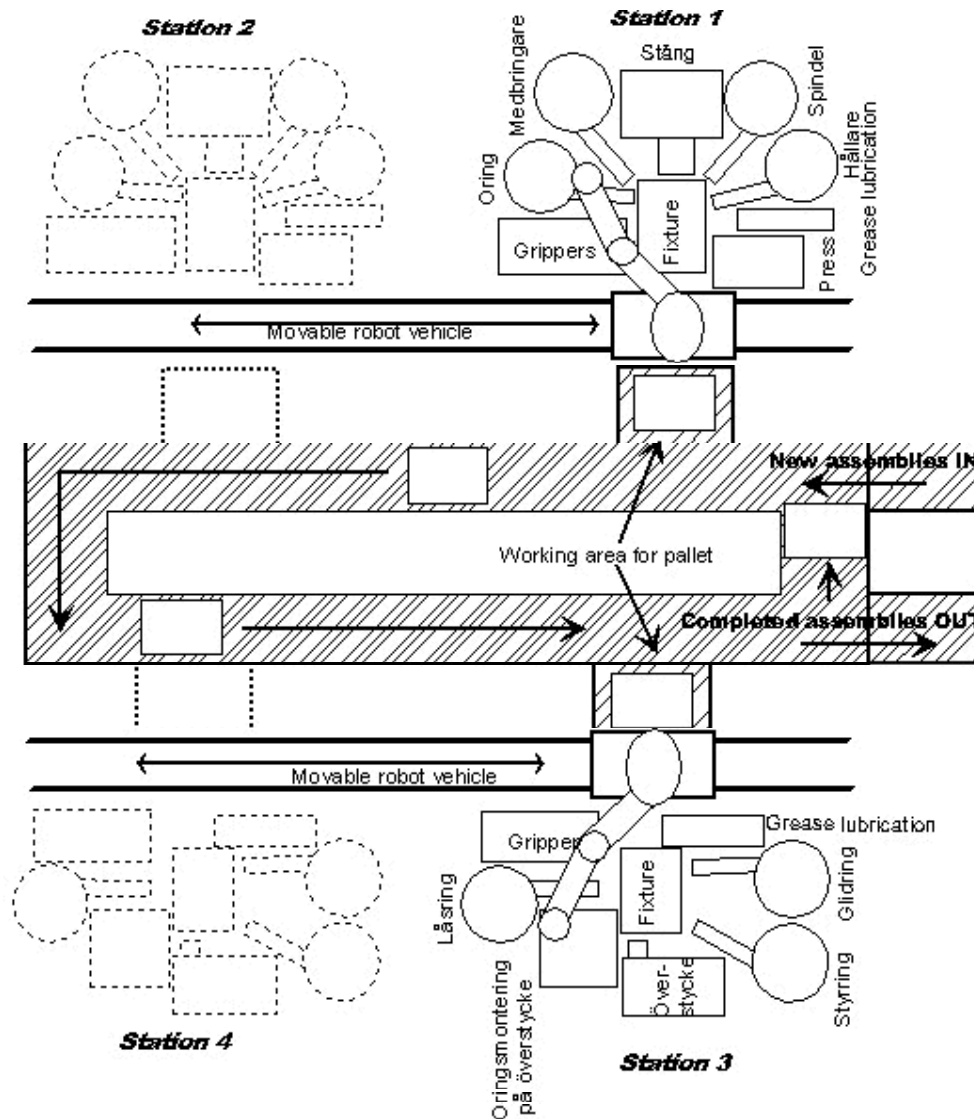 Station 2
Station 1
Stång
Medbringare
Spindel
Oring
Hållare
Grease lubrication
Grippers
Fixture
Press
Movable robot vehicle
New assemblies IN
Working area for pallet
Completed assemblies OUT
Movable robot vehicle
Gripper
Grease lubrication
Fixture
Glidring
Låsring
Över-
stycke
Styrring
Oringsmontering
på överstycke
Station 4
Station 3